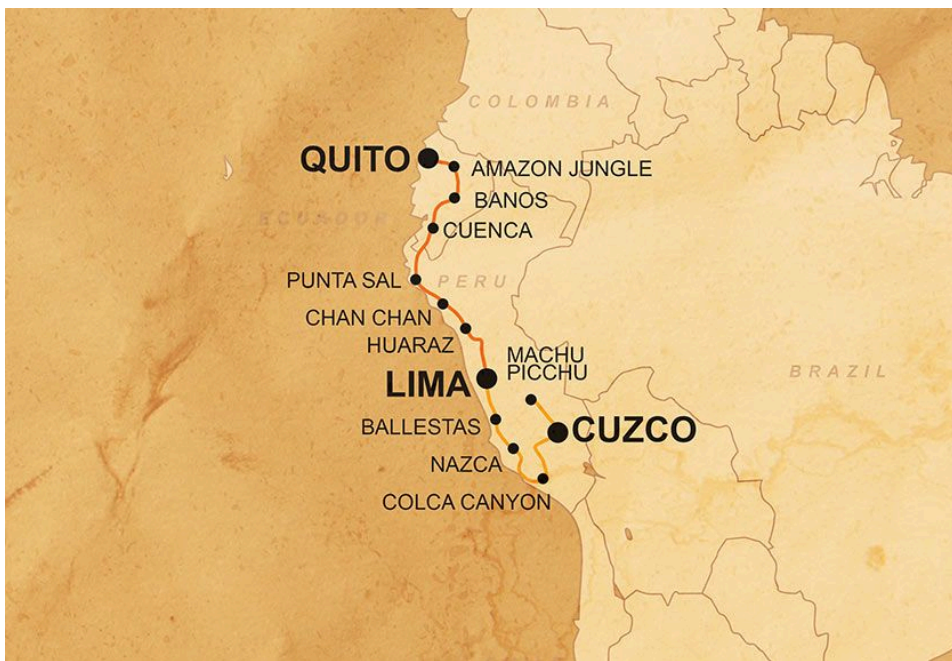 COLOMBIA
QUITO
AMAZON JUNGLE
BANOS
ECUADOR
CUENCA
PUNTA SAL
PERU
CHAN CHAN
HUARAZ
MACHU
PICCHU
BRAZIL
LIMA
BALLESTAS
CUZCO
NAZCA
COLCA CANYON